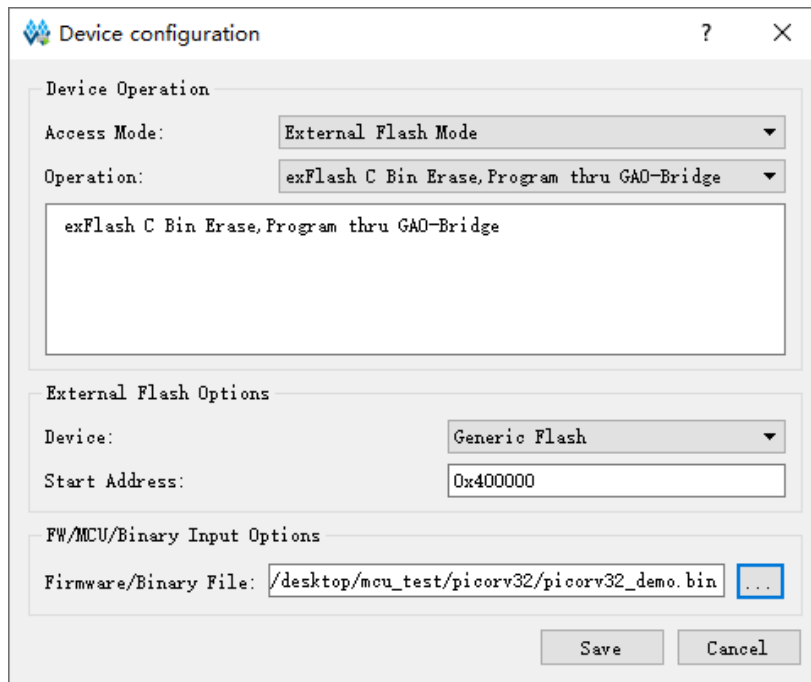 Device configuration
?
Device Operation
Access Mode:
External Flash Mode
Operation:
exFlash C Bin Erase,Program thru GAO-Bridge
exFlash C Bin Erase,Program thru GAO-Bridge
External Flash Options
Device:
Generic Flash
Start Address:
0x400000
FW/MCU/Binary Input Options
Firmware/Binary File:
/desktop/mcu_test/picorv32/picorv32_demo.bin
...
Save
Cancel